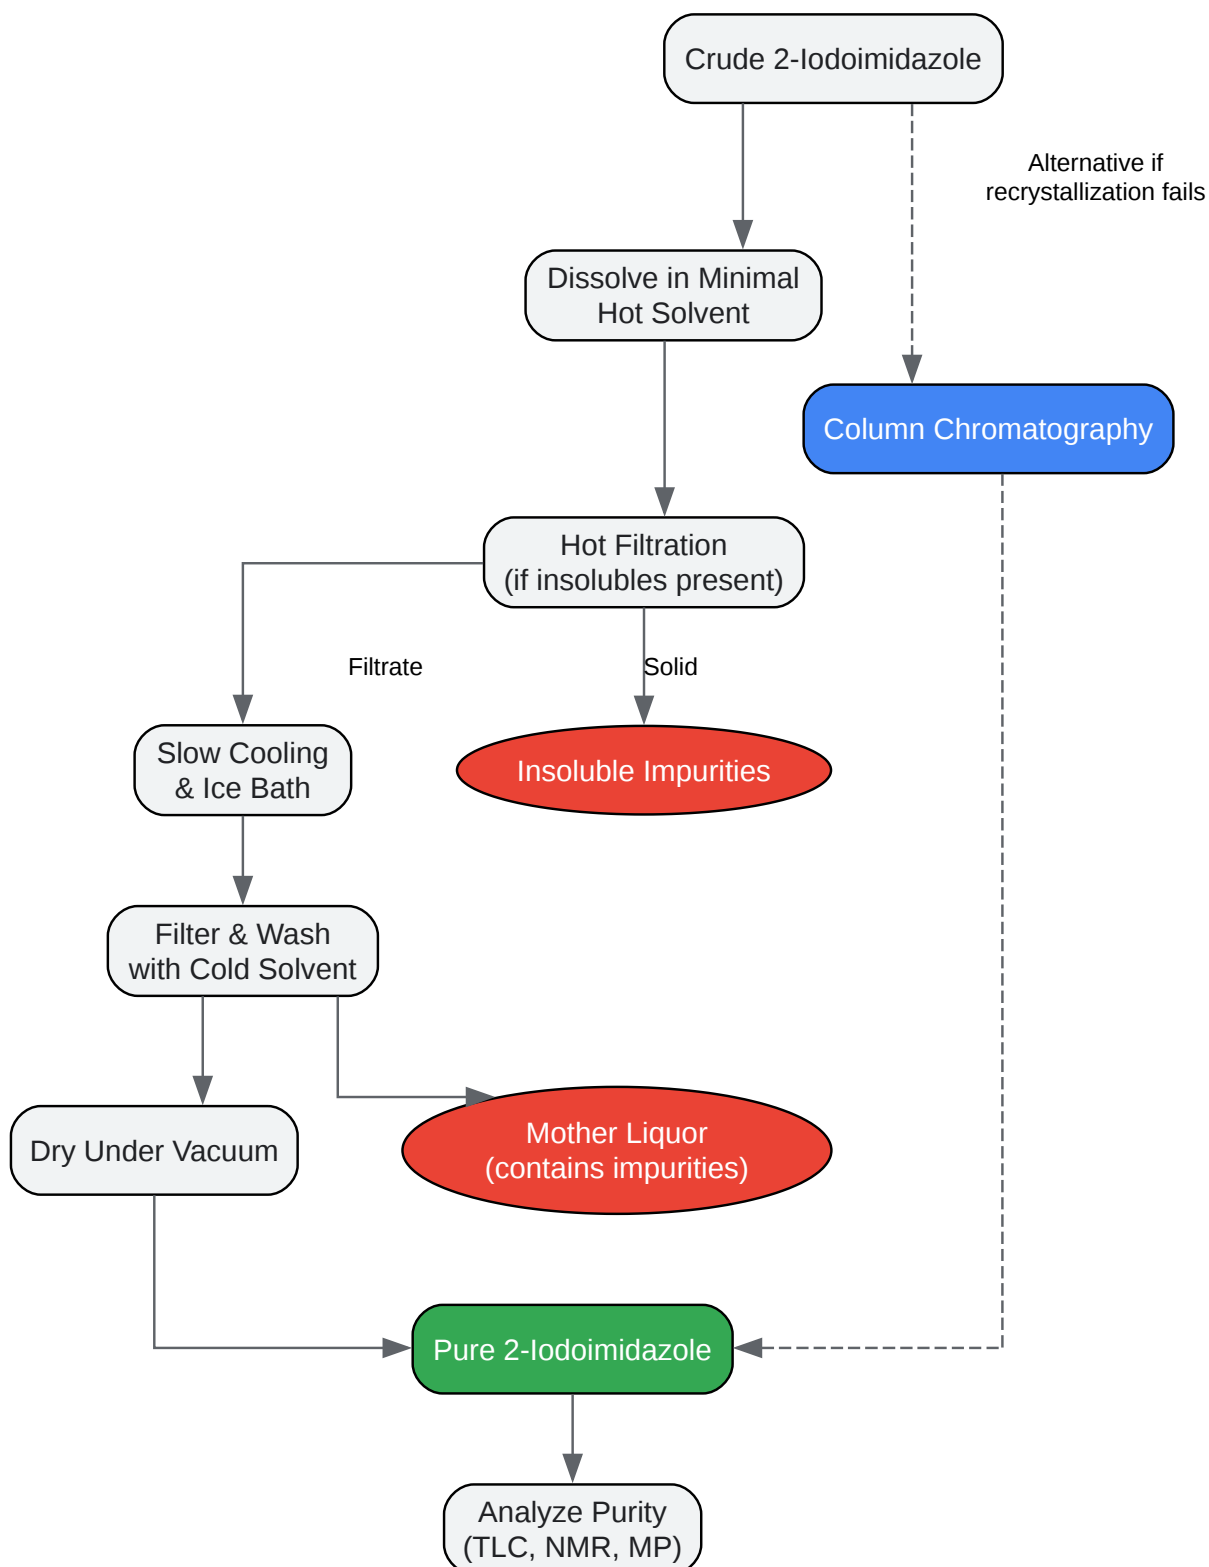 Crude 2-Iodoimidazole
Alternative if
recrystallization fails
Dissolve in Minimal
Hot Solvent
Column Chromatography
Hot Filtration
(if insolubles present)
Filtrate
Solid
Slow Cooling
& Ice Bath
Insoluble Impurities
Filter & Wash
with Cold Solvent
Dry Under Vacuum
Mother Liquor
(contains impurities)
Pure 2-Iodoimidazole
Analyze Purity
(TLC, NMR, MP)